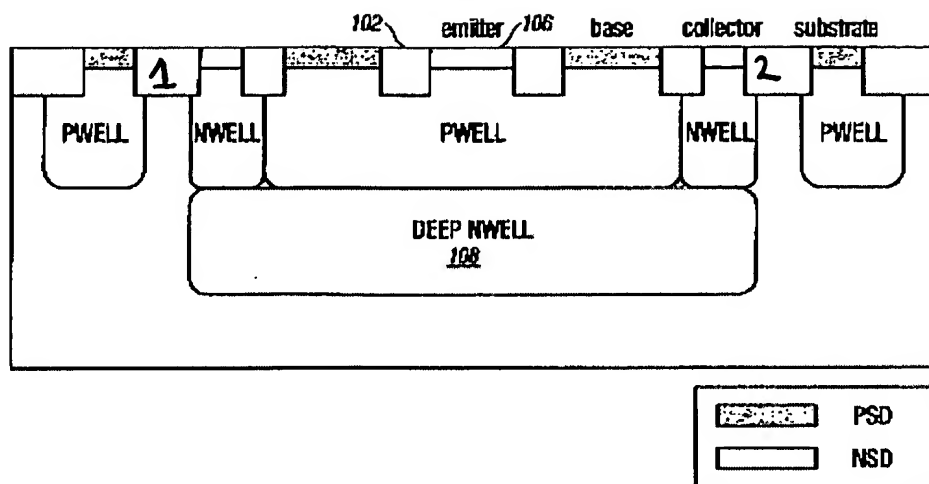 102 emitter 106 base collector substrate
1 2
PWELL NWELL PWELL NWELL PWELL
DEEP NWELL
108
PSD
NSD